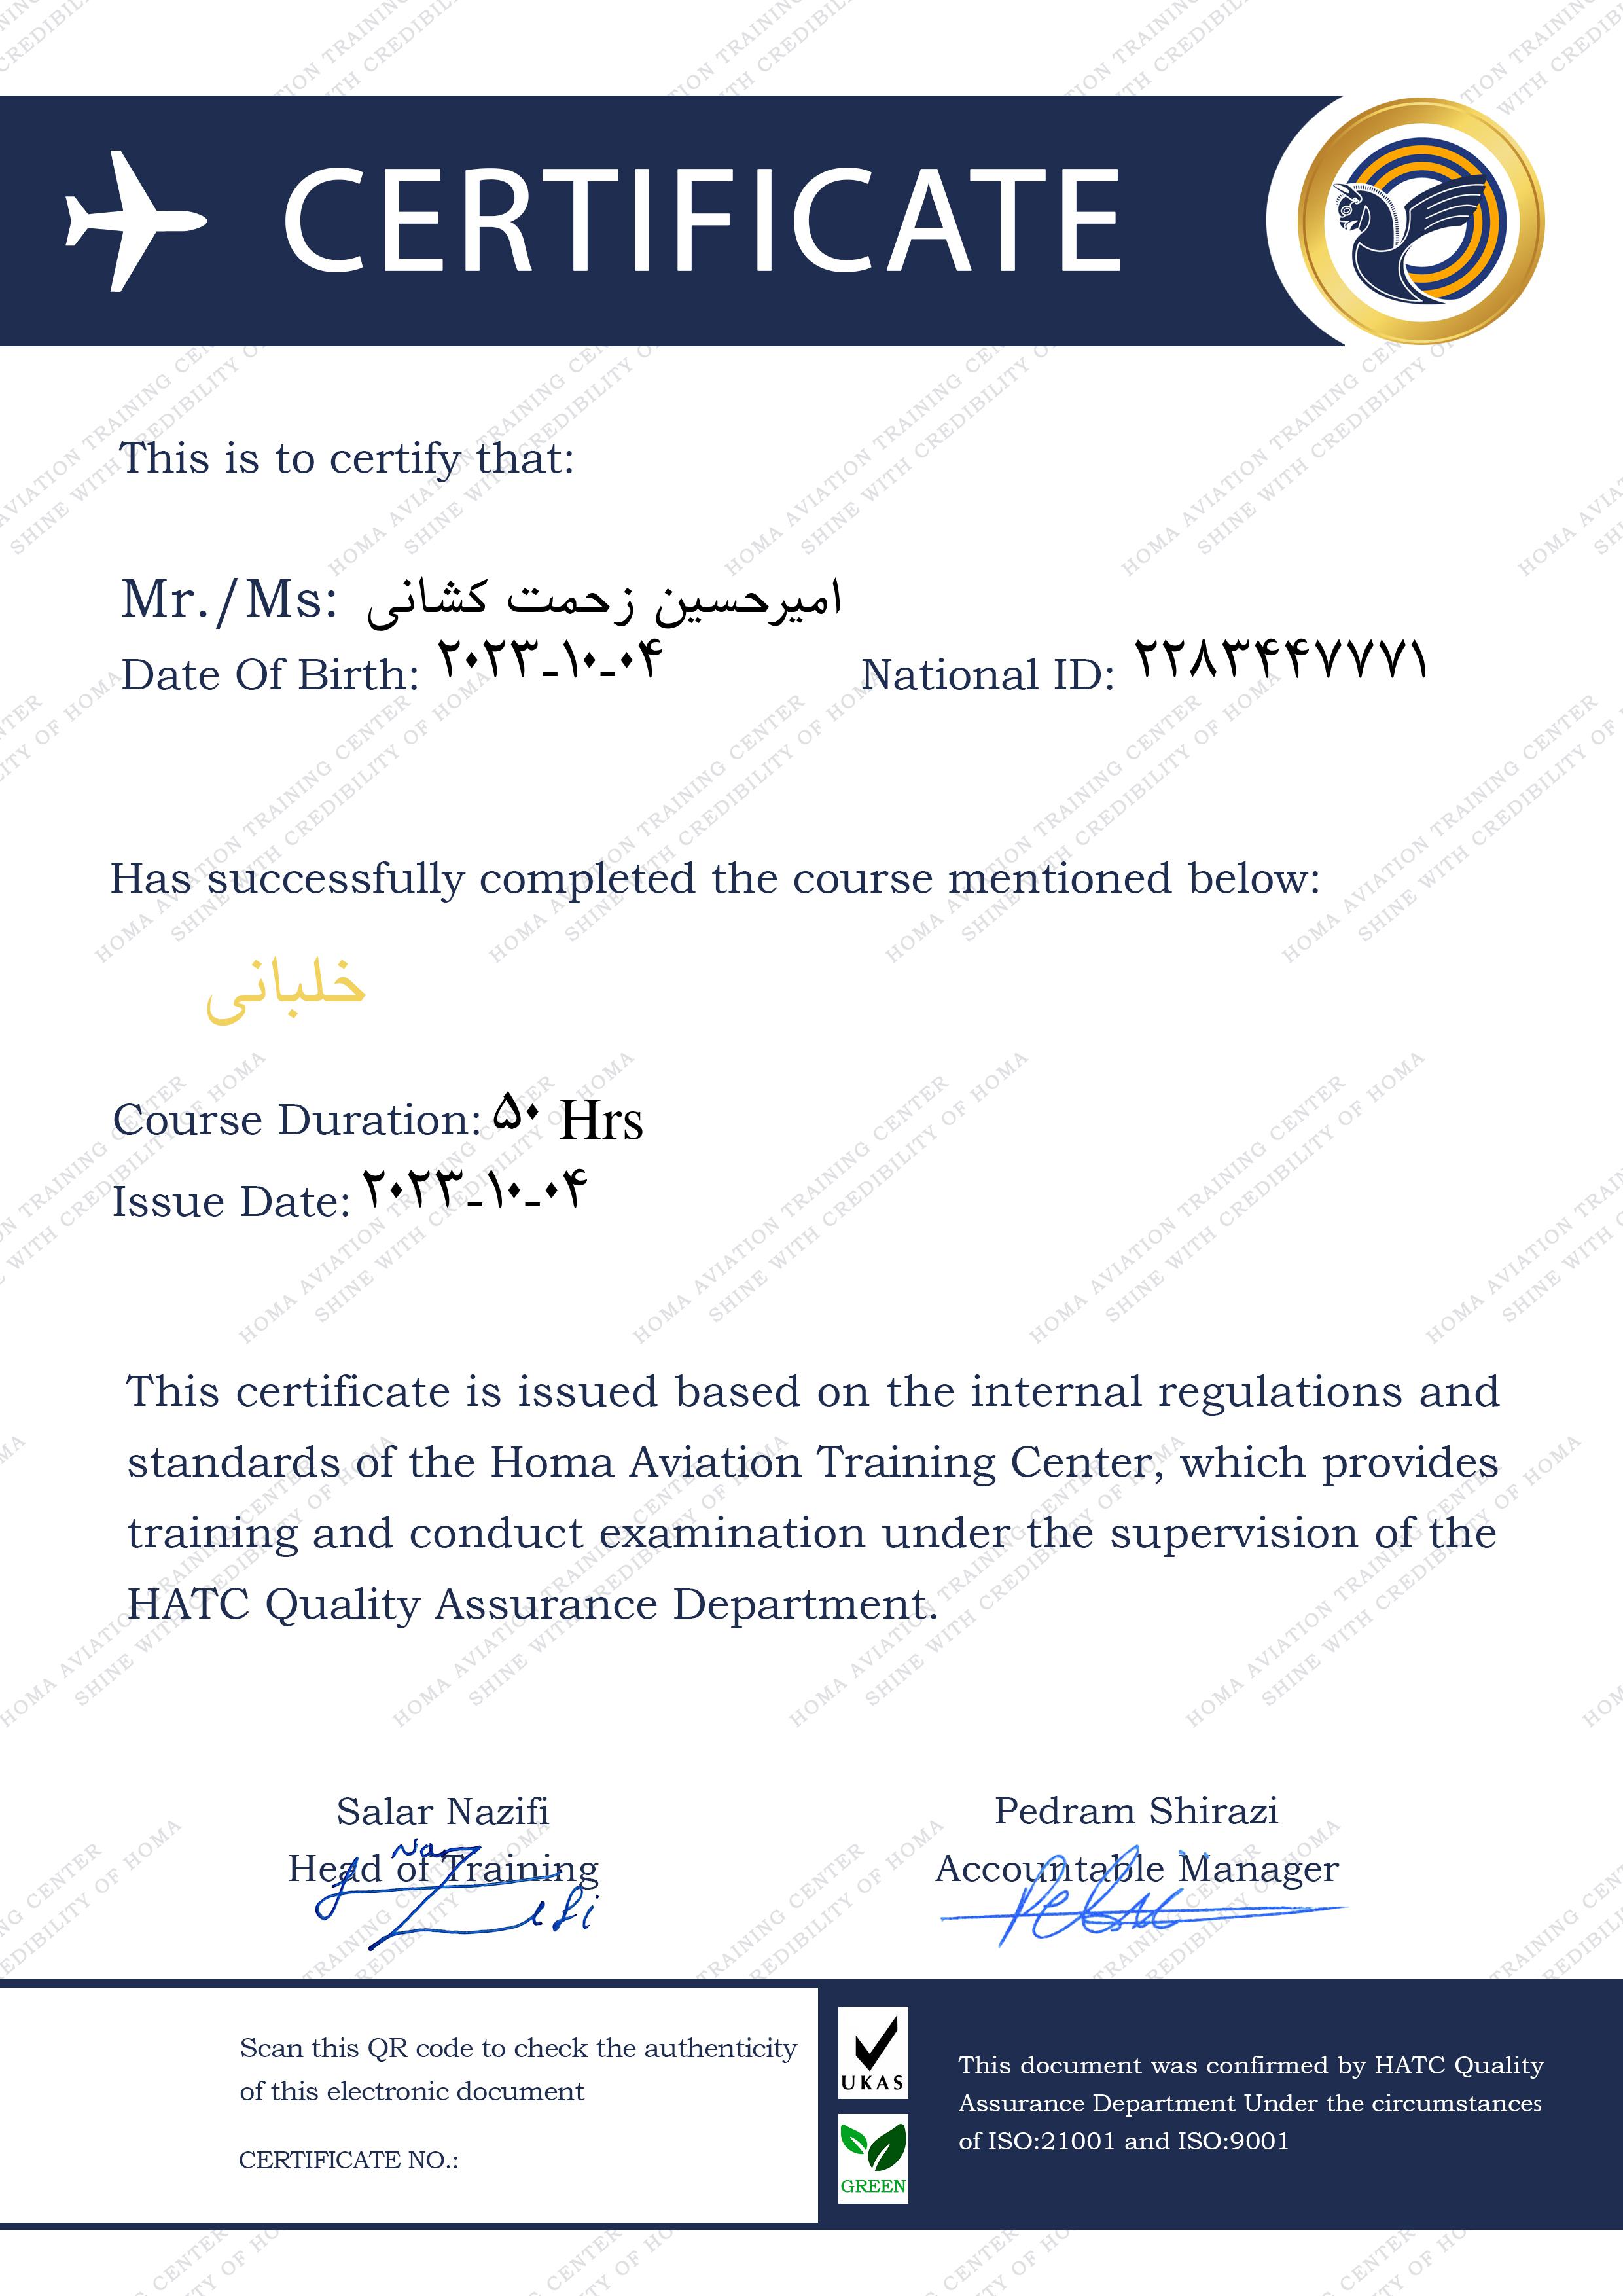 CERTIFICATE
This is to certify that:
Mr./Ms: امیرحسین زحمت کشانی
Date Of Birth: ۲۰۲۳-۱۰-۰۴ National ID: ۲۲۸۳۴۴۷۷۷۱
Has successfully completed the course mentioned below:
خلبانی
Course Duration: ۵۰ Hrs
Issue Date: ۲۰۲۳-۱۰-۰۴
This certificate is issued based on the internal regulations and
standards of the Homa Aviation Training Center, which provides
training and conduct examination under the supervision of the
HATC Quality Assurance Department.
Salar Nazifi
Head of Training
Pedram Shirazi
Accountable Manager
Scan this QR code to check the authenticity
of this electronic document
CERTIFICATE NO.:
UKAS
GREEN
This document was confirmed by HATC Quality
Assurance Department Under the circumstances
of ISO:21001 and ISO:9001
HOMA AVIATION TRAINING CENTER
SHINE WITH CREDIBILITY OF HOMA